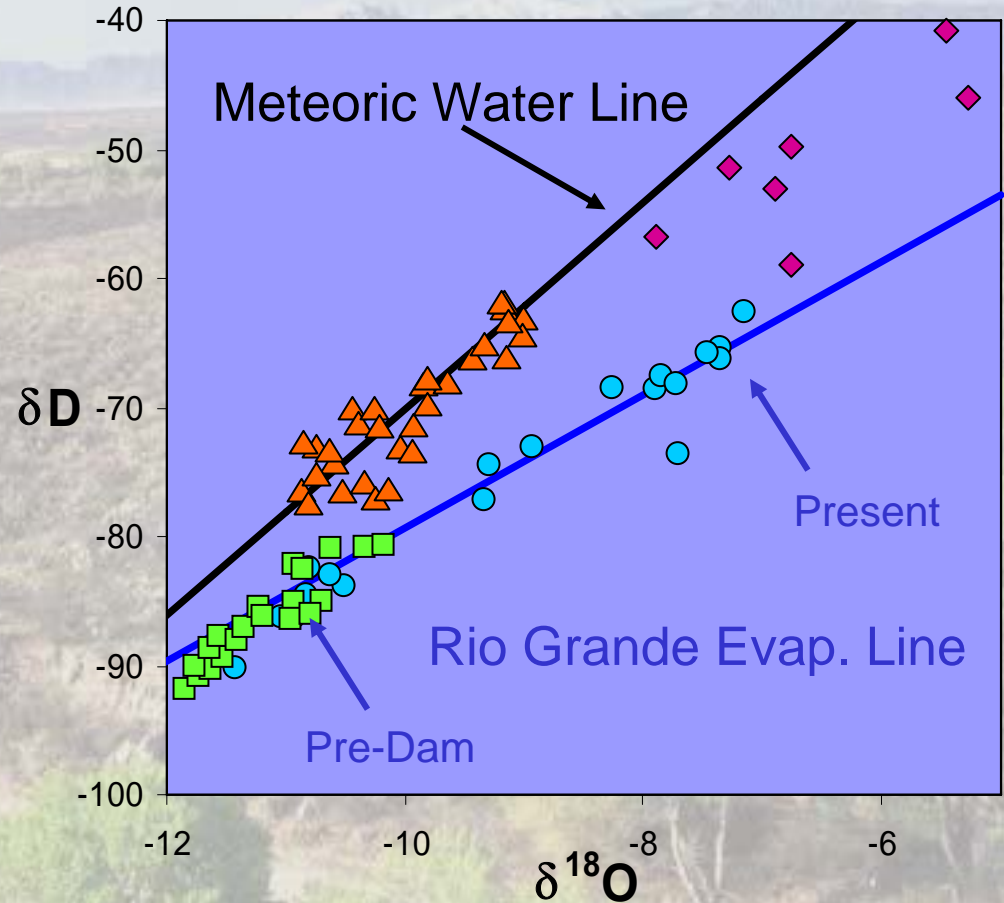 -40
Meteoric Water Line
-50
-60
δD
-70
Present
-80
Rio Grande Evap. Line
-90
Pre-Dam
-100
-12
-10
-8
-6
δ¹⁸O